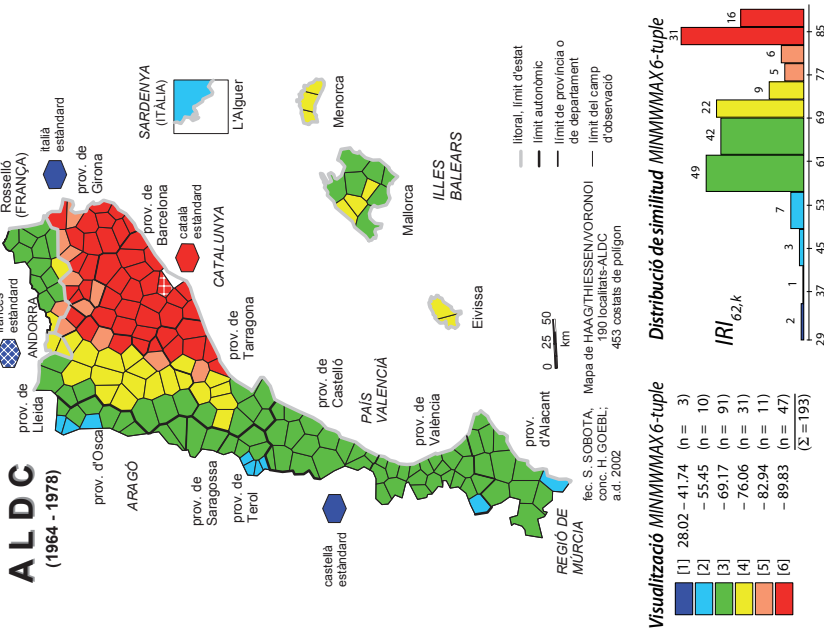 ALDC
(1964 - 1978)
francès
estàndard
ANDORRA
Rosselló
(FRANÇA)
italià
estàndard
prov. de
Girona
prov. de
Lleida
prov. d'Osca
ARAGÓ
prov. de
Barcelona
català
estàndard
CATALUNYA
SARDENYA
(ITÀLIA)
L'Alguer
prov. de
Saragossa
prov. de
Terol
prov. de
Tarragona
castellà
estàndard
prov. de
Castelló
PAÍS
VALENCIÀ
prov. de
València
prov.
d'Alacant
REGIÓ DE
MÚRCIA
Menorca
Mallorca
ILLES
BALEARS
Eivissa
0 25 50
km
litoral, límit d'estat
límit autonòmic
límit de província o
de departament
límit del camp
d'observació
fec. S. SOBOTA,
conc. H. GOEBL;
a.d. 2002
Mapa de HAAG/THIESSEN/VORONOI
190 localitats-ALDC
453 costats de polígon
Visualització MINMWMAX 6-tuple
[1] 28.02 – 41.74 (n = 3)
[2] – 55.45 (n = 10)
[3] – 69.17 (n = 91)
[4] – 76.06 (n = 31)
[5] – 82.94 (n = 11)
[6] – 89.83 (n = 47)
(Σ = 193)
Distribució de similitud MINMWMAX 6-tuple
IRI62,k
2 1 3 7 49 42 22 9 5 6 31 16
29 37 45 53 61 69 77 85